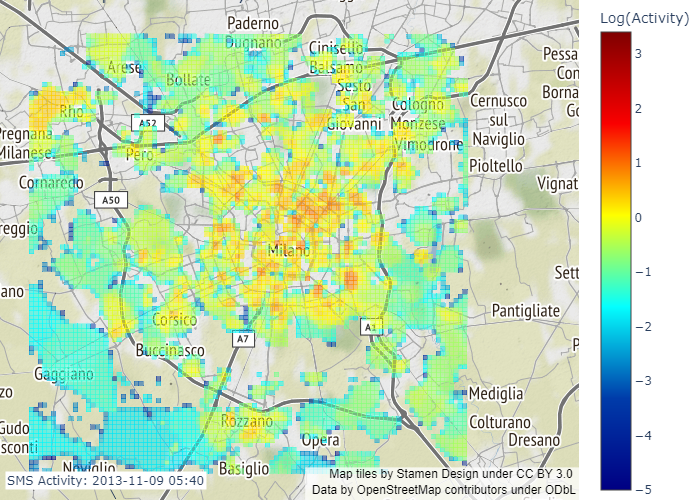 Log(Activity)
3
2
1
0
−1
−2
−3
−4
−5
Paderno
Dugnano
Cinisello
Balsamo
Pessa
Con
Borna
Go
Arese
Bollate
Sesto
San
Giovanni
Cologno
Monzese
Cernusco
sul
Naviglio
Rho
A52
Pregnana
Milanese
Pero
Vimodrone
Pioltello
Cornaredo
A50
Vignat
reggio
Milano
Sett
ano
Pantigliate
Corsico
A7
A1
Buccinasco
P
Gaggiano
zo
Mediglia
Gudo
sconti
Rozzano
Colturano
Dresano
Opera
Noviglio
Basiglio
SMS Activity: 2013-11-09 05:40
Map tiles by Stamen Design under CC BY 3.0
Data by OpenStreetMap contributors under ODbL